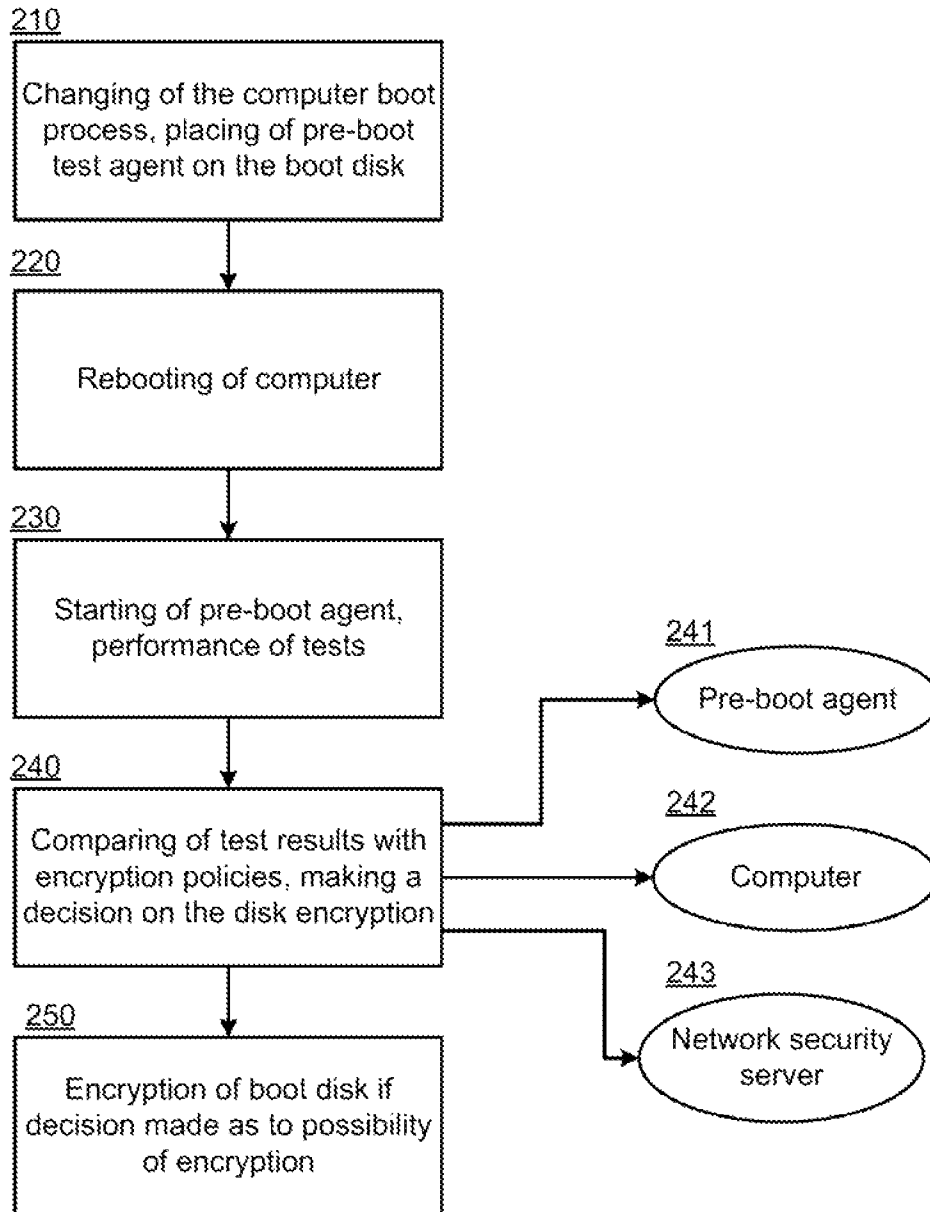 210
Changing of the computer boot
process, placing of pre-boot
test agent on the boot disk
220
Rebooting of computer
230
Starting of pre-boot agent,
performance of tests
240
Comparing of test results with
encryption policies, making a
decision on the disk encryption
241
Pre-boot agent
242
Computer
243
Network security
server
250
Encryption of boot disk if
decision made as to possibility
of encryption